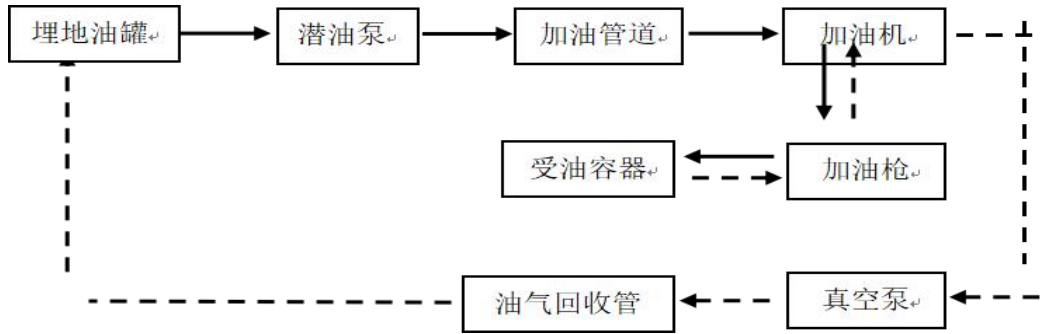 埋地油罐
潜油泵
加油管道
加油机
受油容器
加油枪
油气回收管
真空泵